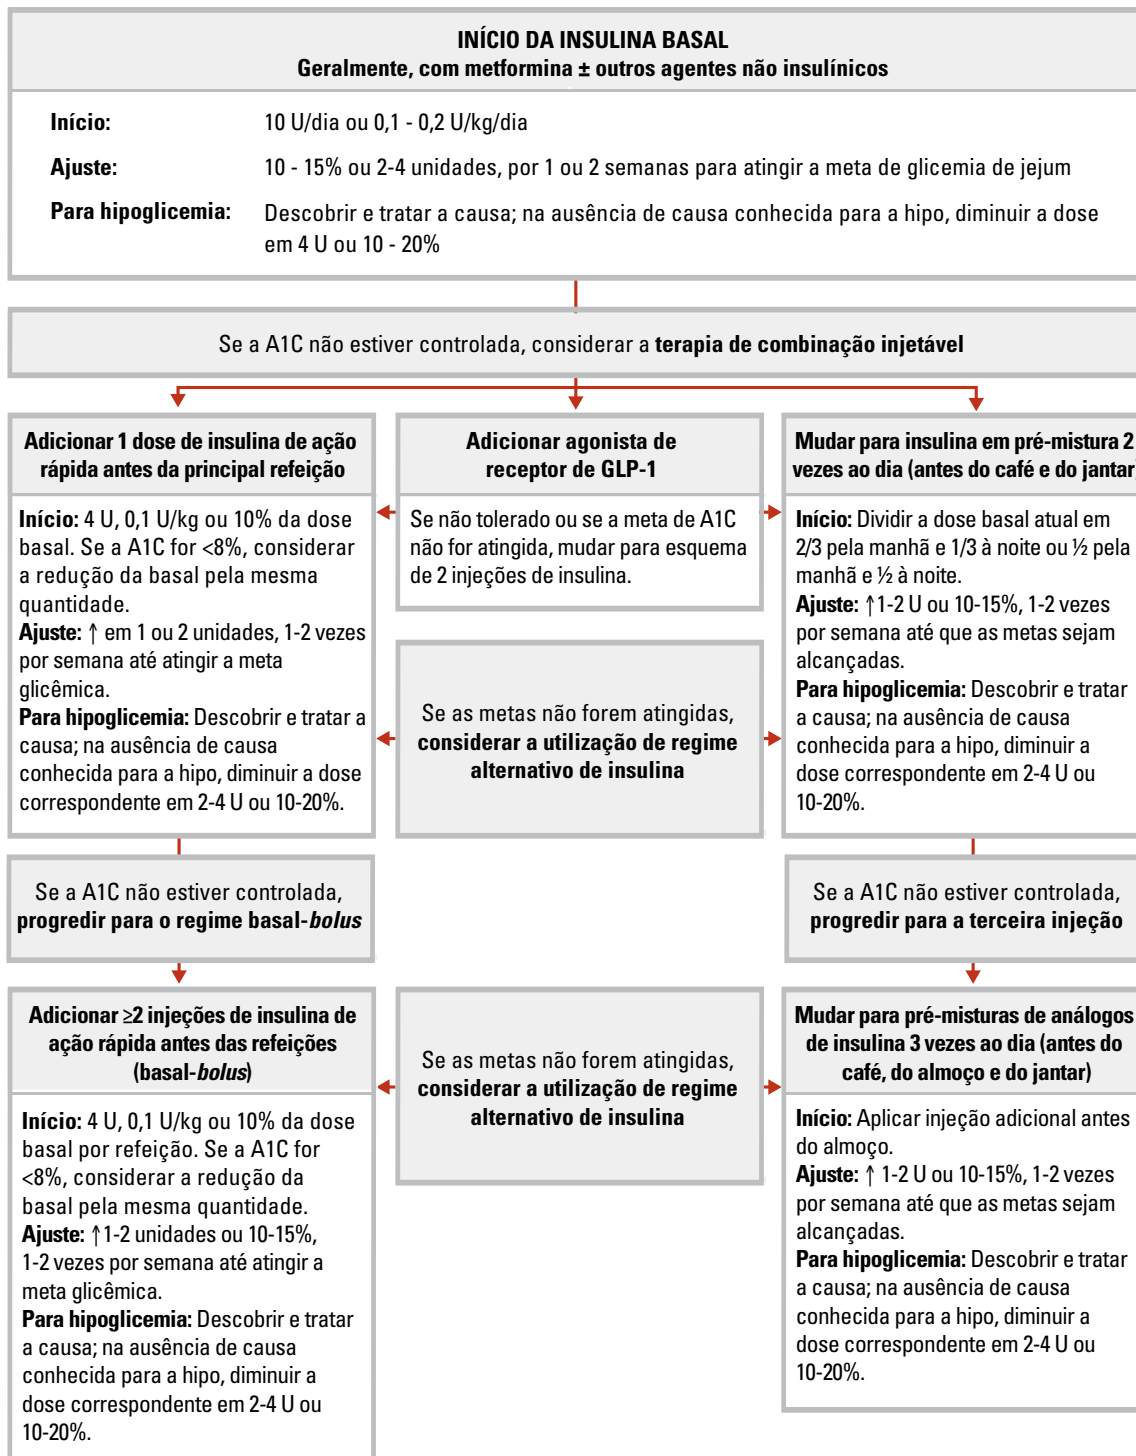 INÍCIO DA INSULINA BASAL
Geralmente, com metformina ± outros agentes não insulínicos
Início: 10 U/dia ou 0,1 - 0,2 U/kg/dia
Ajuste: 10 - 15% ou 2-4 unidades, por 1 ou 2 semanas para atingir a meta de glicemia de jejum
Para hipoglicemia: Descobrir e tratar a causa; na ausência de causa conhecida para a hipo, diminuir a dose
em 4 U ou 10 - 20%
Se a A1C não estiver controlada, considerar a terapia de combinação injetável
Adicionar 1 dose de insulina de ação
rápida antes da principal refeição
Início: 4 U, 0,1 U/kg ou 10% da dose
basal. Se a A1C for <8%, considerar
a redução da basal pela mesma
quantidade.
Ajuste: ↑ em 1 ou 2 unidades, 1-2 vezes
por semana até atingir a meta
glicêmica.
Para hipoglicemia: Descobrir e tratar a
causa; na ausência de causa
conhecida para a hipo, diminuir a dose
correspondente em 2-4 U ou 10-20%.
Adicionar agonista de
receptor de GLP-1
Se não tolerado ou se a meta de A1C
não for atingida, mudar para esquema
de 2 injeções de insulina.
Mudar para insulina em pré-mistura 2
vezes ao dia (antes do café e do jantar)
Início: Dividir a dose basal atual em
2/3 pela manhã e 1/3 à noite ou ½ pela
manhã e ½ à noite.
Ajuste: ↑1-2 U ou 10-15%, 1-2 vezes
por semana até que as metas sejam
alcançadas.
Para hipoglicemia: Descobrir e tratar
a causa; na ausência de causa
conhecida para a hipo, diminuir a
dose correspondente em 2-4 U ou
10-20%.
Se as metas não forem atingidas,
considerar a utilização de regime
alternativo de insulina
Se a A1C não estiver controlada,
progredir para o regime basal-bolus
Se a A1C não estiver controlada,
progredir para a terceira injeção
Adicionar ≥2 injeções de insulina de
ação rápida antes das refeições
(basal-bolus)
Início: 4 U, 0,1 U/kg ou 10% da dose
basal por refeição. Se a A1C for
<8%, considerar a redução da
basal pela mesma quantidade.
Ajuste: ↑1-2 unidades ou 10-15%,
1-2 vezes por semana até atingir a
meta glicêmica.
Para hipoglicemia: Descobrir e tratar
a causa; na ausência de causa
conhecida para a hipo, diminuir a
dose correspondente em 2-4 U ou
10-20%.
Se as metas não forem atingidas,
considerar a utilização de regime
alternativo de insulina
Mudar para pré-misturas de análogos
de insulina 3 vezes ao dia (antes do
café, do almoço e do jantar)
Início: Aplicar injeção adicional antes
do almoço.
Ajuste: ↑ 1-2 U ou 10-15%, 1-2 vezes
por semana até que as metas sejam
alcançadas.
Para hipoglicemia: Descobrir e tratar
a causa; na ausência de causa
conhecida para a hipo, diminuir a
dose correspondente em 2-4 U ou
10-20%.